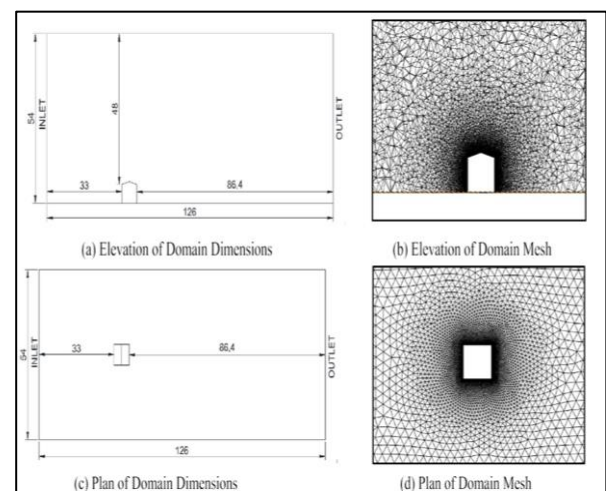 54
INLET
48
33
86.4
OUTLET
126
(a) Elevation of Domain Dimensions
(b) Elevation of Domain Mesh
64
INLET
33
86,4
OUTLET
126
(c) Plan of Domain Dimensions
(d) Plan of Domain Mesh